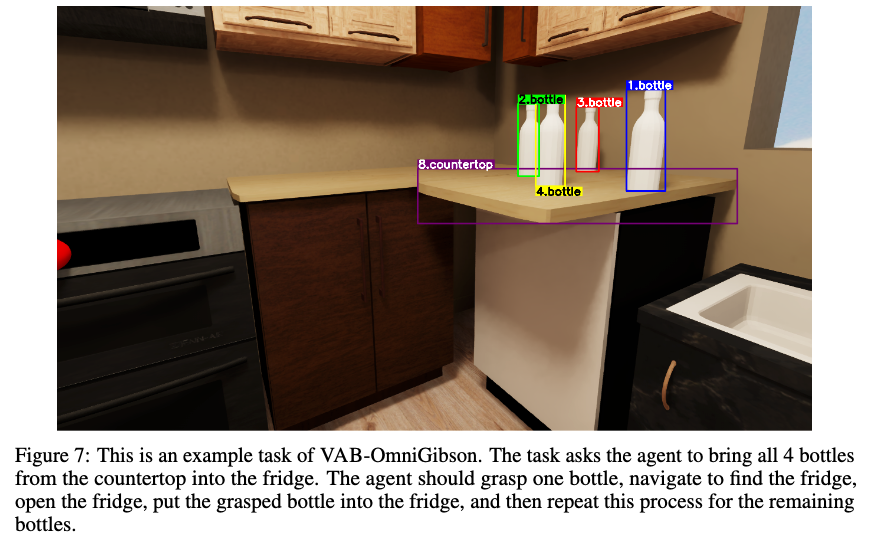 1.bottle
2.bottle
3.bottle
8.countertop
4.bottle
Figure 7: This is an example task of VAB-OmniGibson. The task asks the agent to bring all 4 bottles
from the countertop into the fridge. The agent should grasp one bottle, navigate to find the fridge,
open the fridge, put the grasped bottle into the fridge, and then repeat this process for the remaining
bottles.